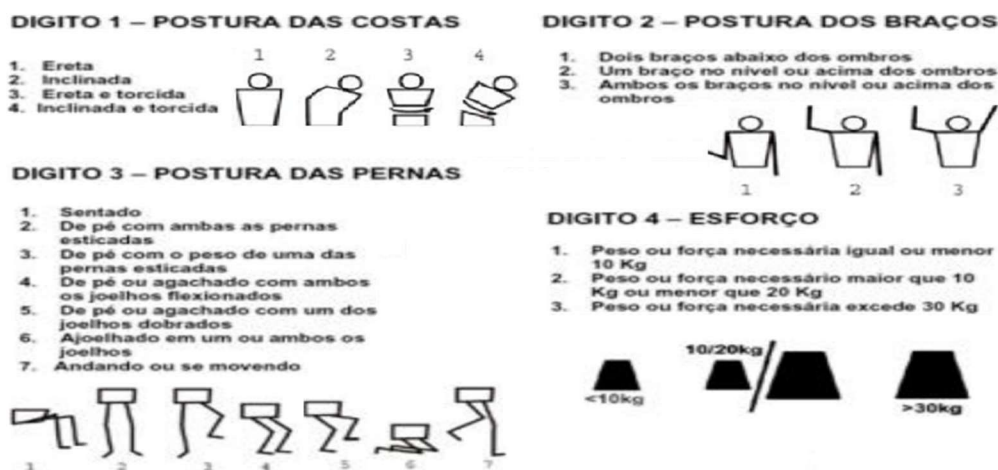 DIGITO 1 – POSTURA DAS COSTAS
1. Ereta
2. Inclinada
3. Ereta e torcida
4. Inclinada e torcida
1 2 3 4
DIGITO 2 – POSTURA DOS BRAÇOS
1. Dois braços abaixo dos ombros
2. Um braço no nível ou acima dos ombros
3. Ambos os braços no nível ou acima dos
ombros
1 2 3
DIGITO 3 – POSTURA DAS PERNAS
1. Sentado
2. De pé com ambas as pernas
esticadas
3. De pé com o peso de uma das
pernas esticadas
4. De pé ou agachado com ambos
os joelhos flexionados
5. De pé ou agachado com um dos
joelhos dobrados
6. Ajoelhado em um ou ambos os
joelhos
7. Andando ou se movendo
1 2 3 4 5 6 7
DIGITO 4 – ESFORÇO
1. Peso ou força necessária igual ou menor
10 Kg
2. Peso ou força necessário maior que 10
Kg ou menor que 20 Kg
3. Peso ou força necessária excede 30 Kg
10/20kg
<10kg
>30kg